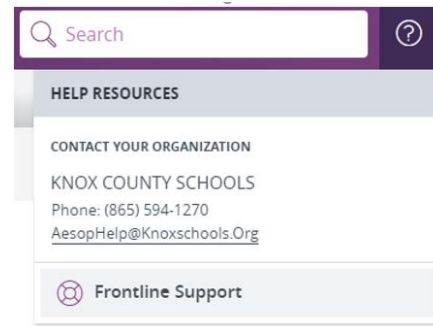 Search
?
HELP RESOURCES
CONTACT YOUR ORGANIZATION
KNOX COUNTY SCHOOLS
Phone: (865) 594-1270
AesopHelp@Knoxschools.Org
Frontline Support